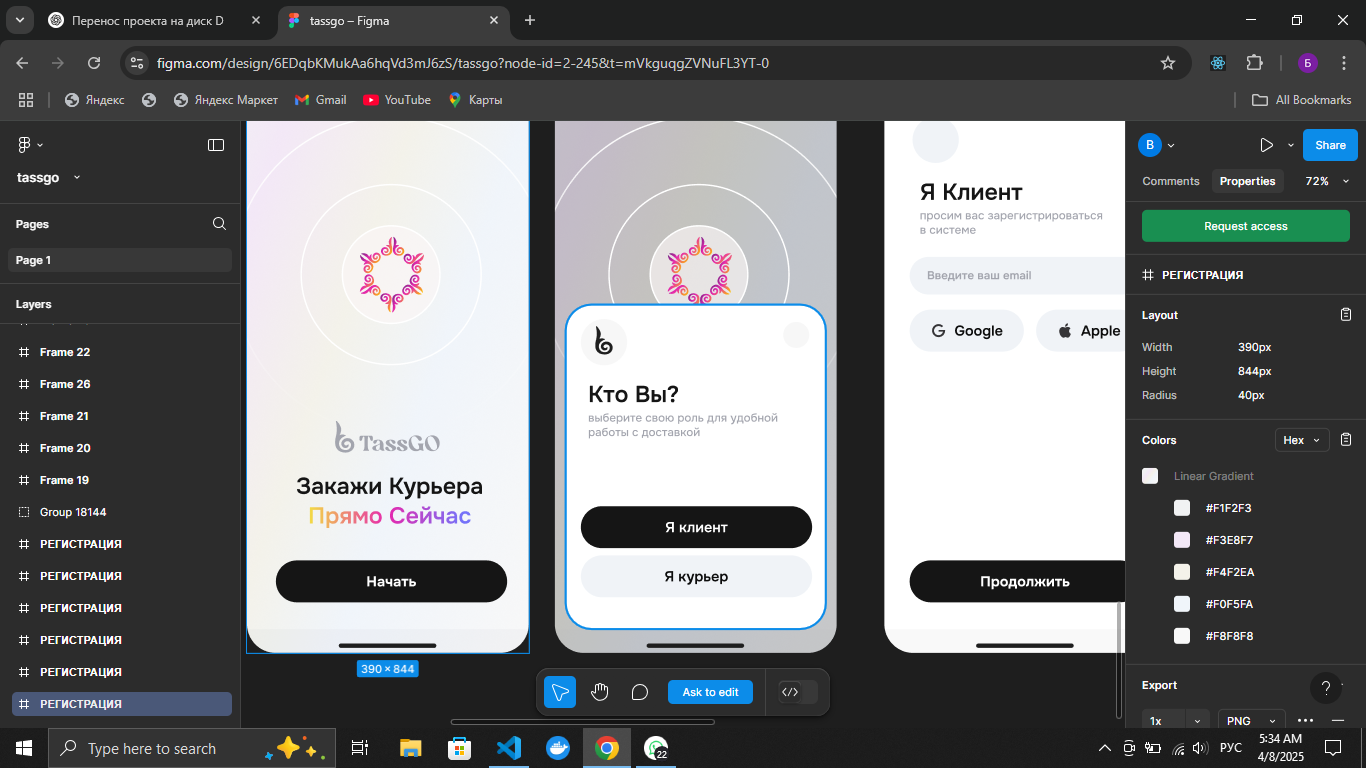 Перенос проекта на диск D
tassgo – Figma
figma.com/design/6EDqbKMukAa6hqVd3mJ6zS/tassgo?node-id=2-245&t=mVkguqgZVNuFL3YT-0
Б
Яндекс
Яндекс Маркет
Gmail
YouTube
Карты
All Bookmarks
tassgo
Pages
Page 1
Layers
Frame 22
Frame 26
Frame 21
Frame 20
Frame 19
Group 18144
РЕГИСТРАЦИЯ
РЕГИСТРАЦИЯ
РЕГИСТРАЦИЯ
РЕГИСТРАЦИЯ
РЕГИСТРАЦИЯ
РЕГИСТРАЦИЯ
TassGO
Закажи Курьера
Прямо Сейчас
Начать
390 × 844
Кто Вы?
выберите свою роль для удобной
работы с доставкой
Я клиент
Я курьер
Я Клиент
просим вас зарегистрироваться
в системе
Введите ваш email
Google
Apple
Продолжить
Ask to edit
B
Share
Comments
Properties
72%
Request access
РЕГИСТРАЦИЯ
Layout
Width
390px
Height
844px
Radius
40px
Colors
Hex
Linear Gradient
#F1F2F3
#F3E8F7
#F4F2EA
#F0F5FA
#F8F8F8
Export
?
1x
PNG
Type here to search
22
РУС
5:34 AM
4/8/2025